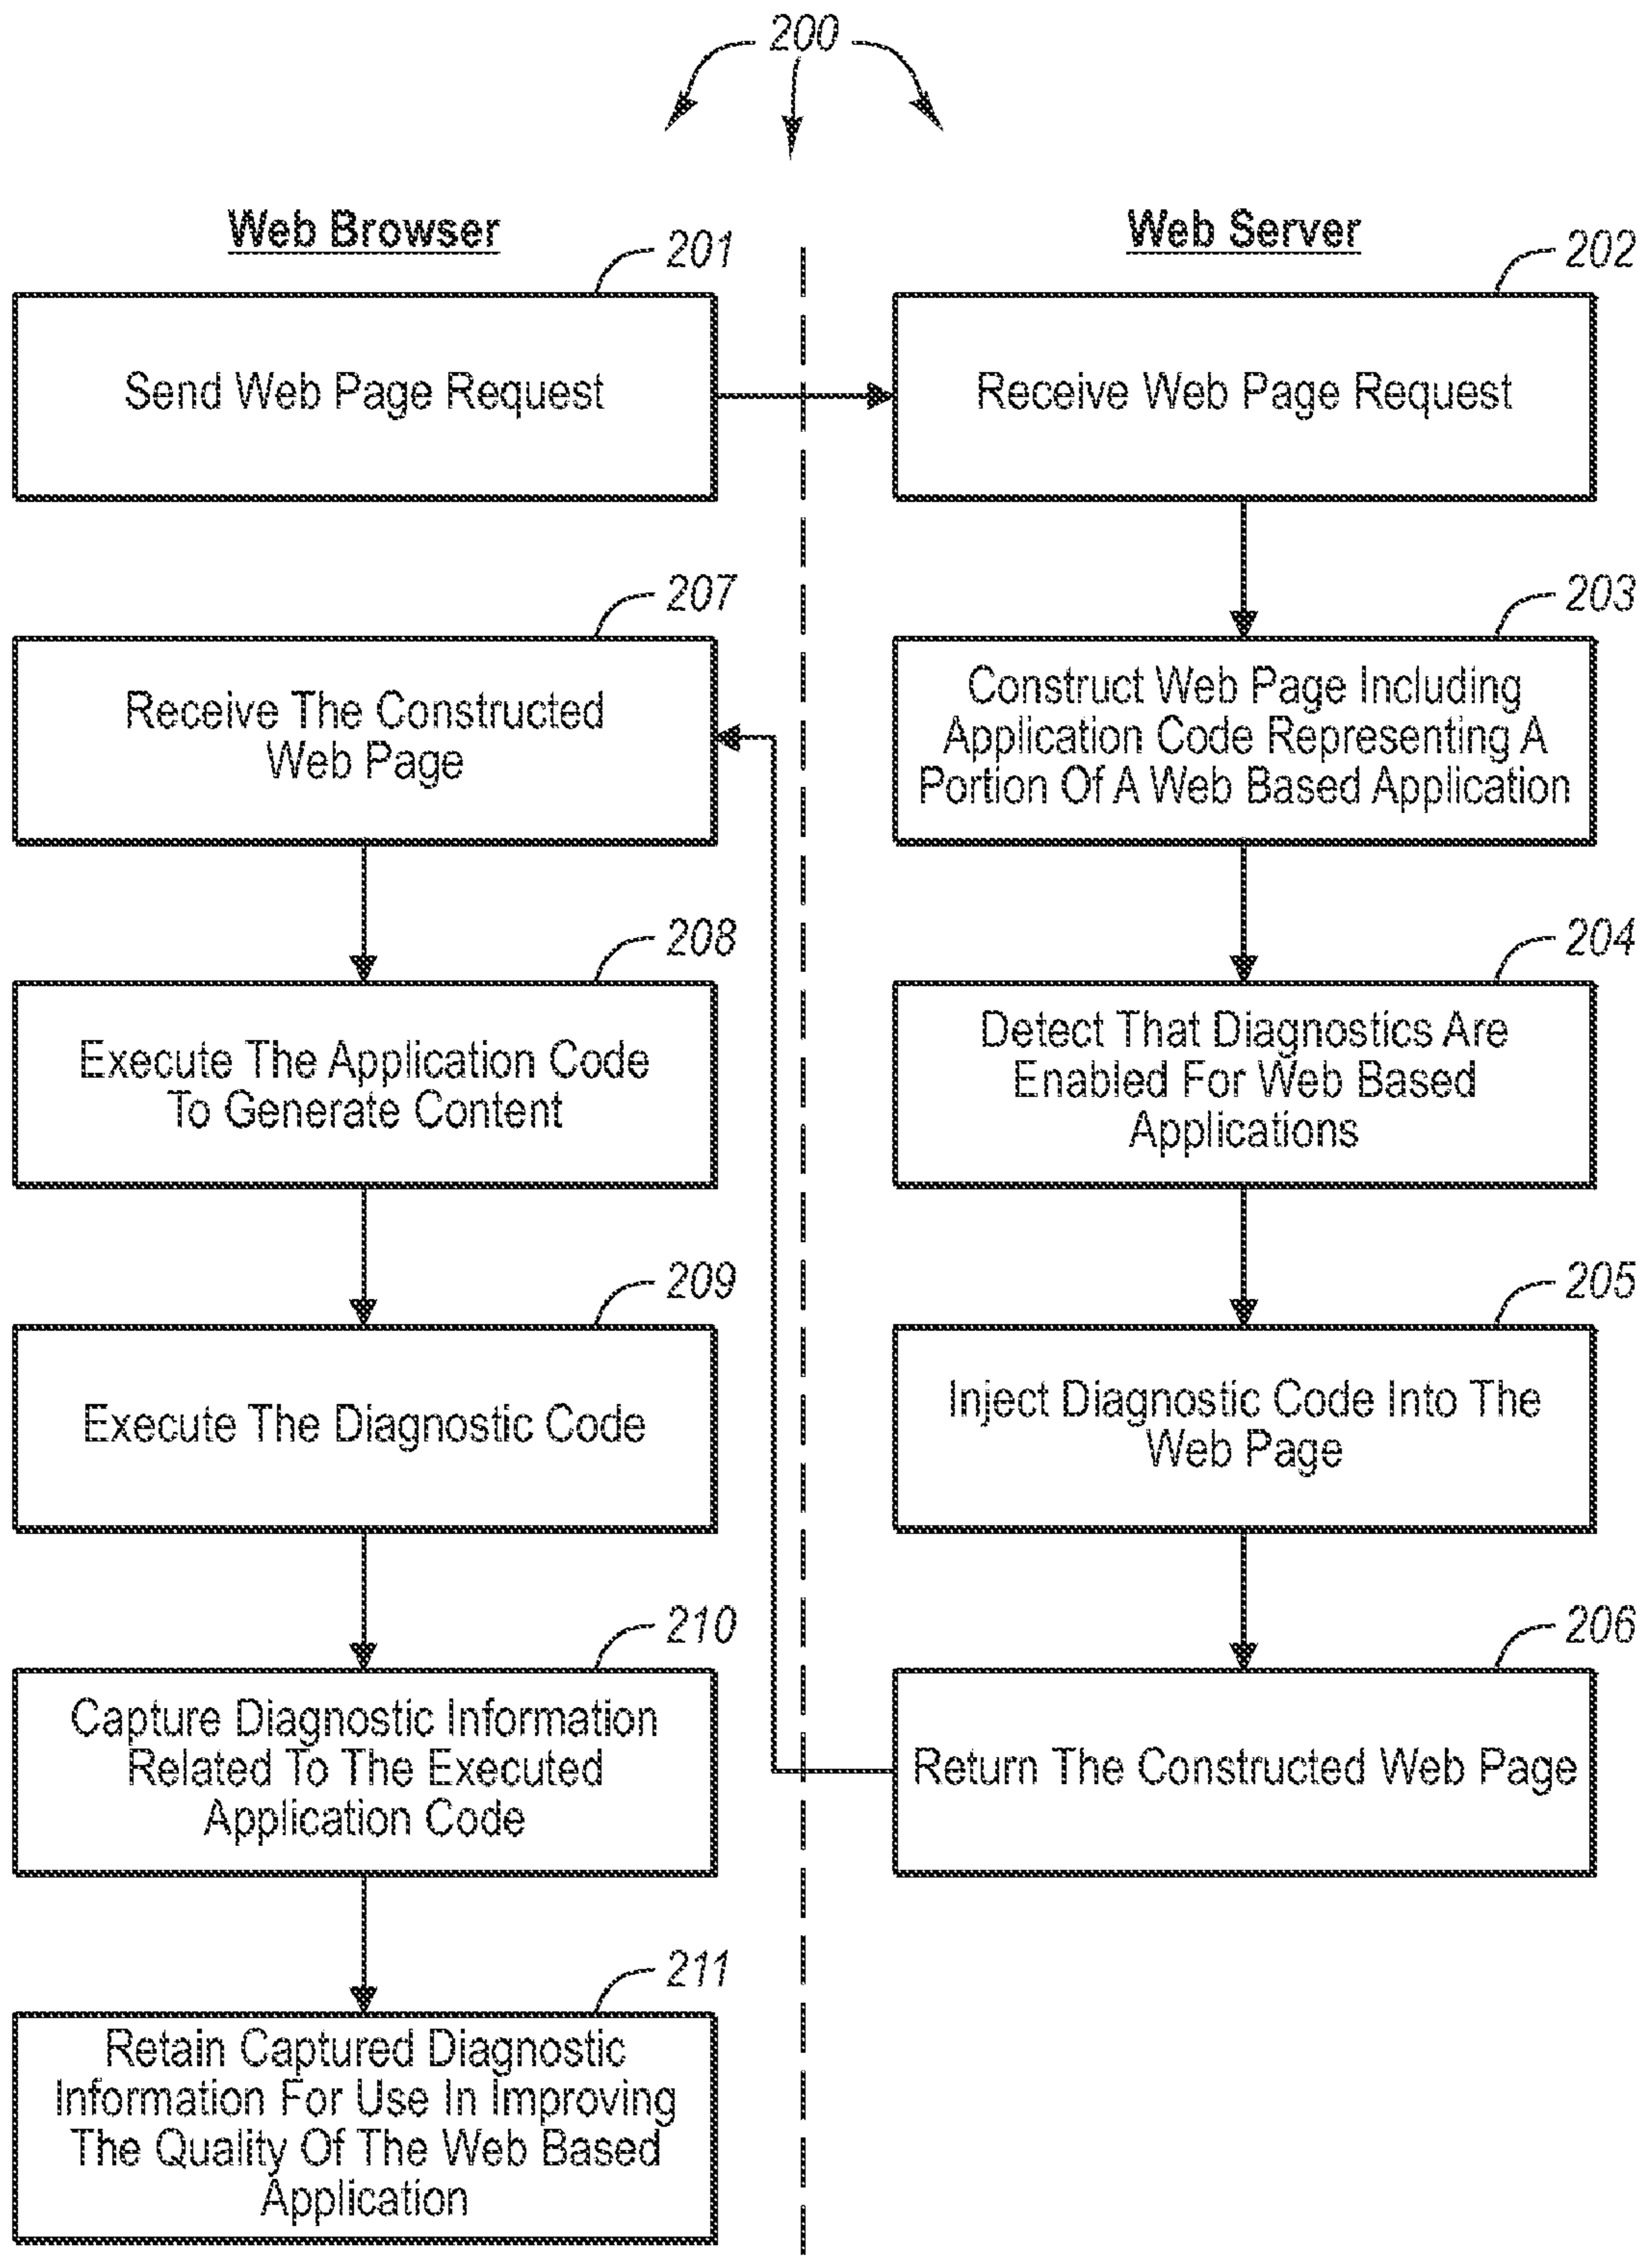 200
Web Browser
Web Server
201
Send Web Page Request
202
Receive Web Page Request
203
Construct Web Page Including
Application Code Representing A
Portion Of A Web Based Application
204
Detect That Diagnostics Are
Enabled For Web Based
Applications
205
Inject Diagnostic Code Into The
Web Page
206
Return The Constructed Web Page
207
Receive The Constructed
Web Page
208
Execute The Application Code
To Generate Content
209
Execute The Diagnostic Code
210
Capture Diagnostic Information
Related To The Executed
Application Code
211
Retain Captured Diagnostic
Information For Use In Improving
The Quality Of The Web Based
Application